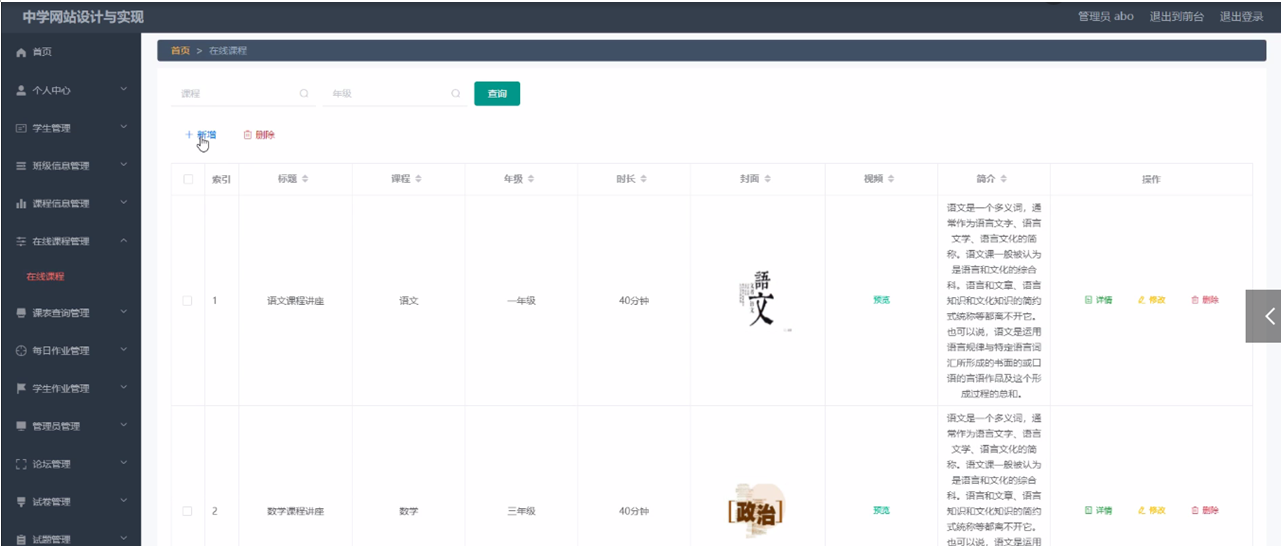 中学网站设计与实现
管理员 abo 退出到前台 退出登录
首页
个人中心
学生管理
班级信息管理
课程信息管理
在线课程管理
在线课程
课表查询管理
每日作业管理
学生作业管理
管理员管理
论坛管理
试卷管理
试题管理
首页 > 在线课程
课程 年级 查询
+ 新增 删除
索引 标题 课程 年级 时长 封面 视频 简介 操作
1 语文课程讲座 语文 一年级 40分钟
語文
预览
语文是一个多义词，通
常作为语言文字、语言
文学、语言文化的简
称。语文课一般被认为
是语言和文化的综合
科。语言和文章、语言
知识和文化知识的简约
式统称等都离不开它。
也可以说，语文是运用
语言规律与特定语言词
汇所形成的书面的或口
语的言语作品及这个形
成过程的总和。
详情 修改 删除
2 数学课程讲座 数学 三年级 40分钟
[政治]
预览
语文是一个多义词，通
常作为语言文字、语言
文学、语言文化的简
称。语文课一般被认为
是语言和文化的综合
科。语言和文章、语言
知识和文化知识的简约
式统称等都离不开它。
也可以说，语文是运用
详情 修改 删除